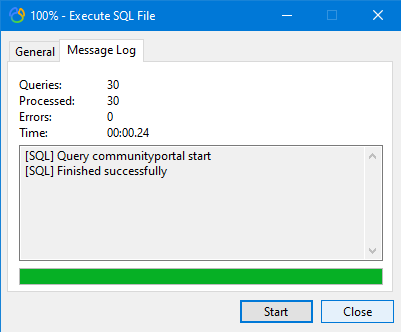 100% - Execute SQL File
General Message Log
Queries: 30
Processed: 30
Errors: 0
Time: 00:00.24
[SQL] Query communityportal start
[SQL] Finished successfully
Start Close